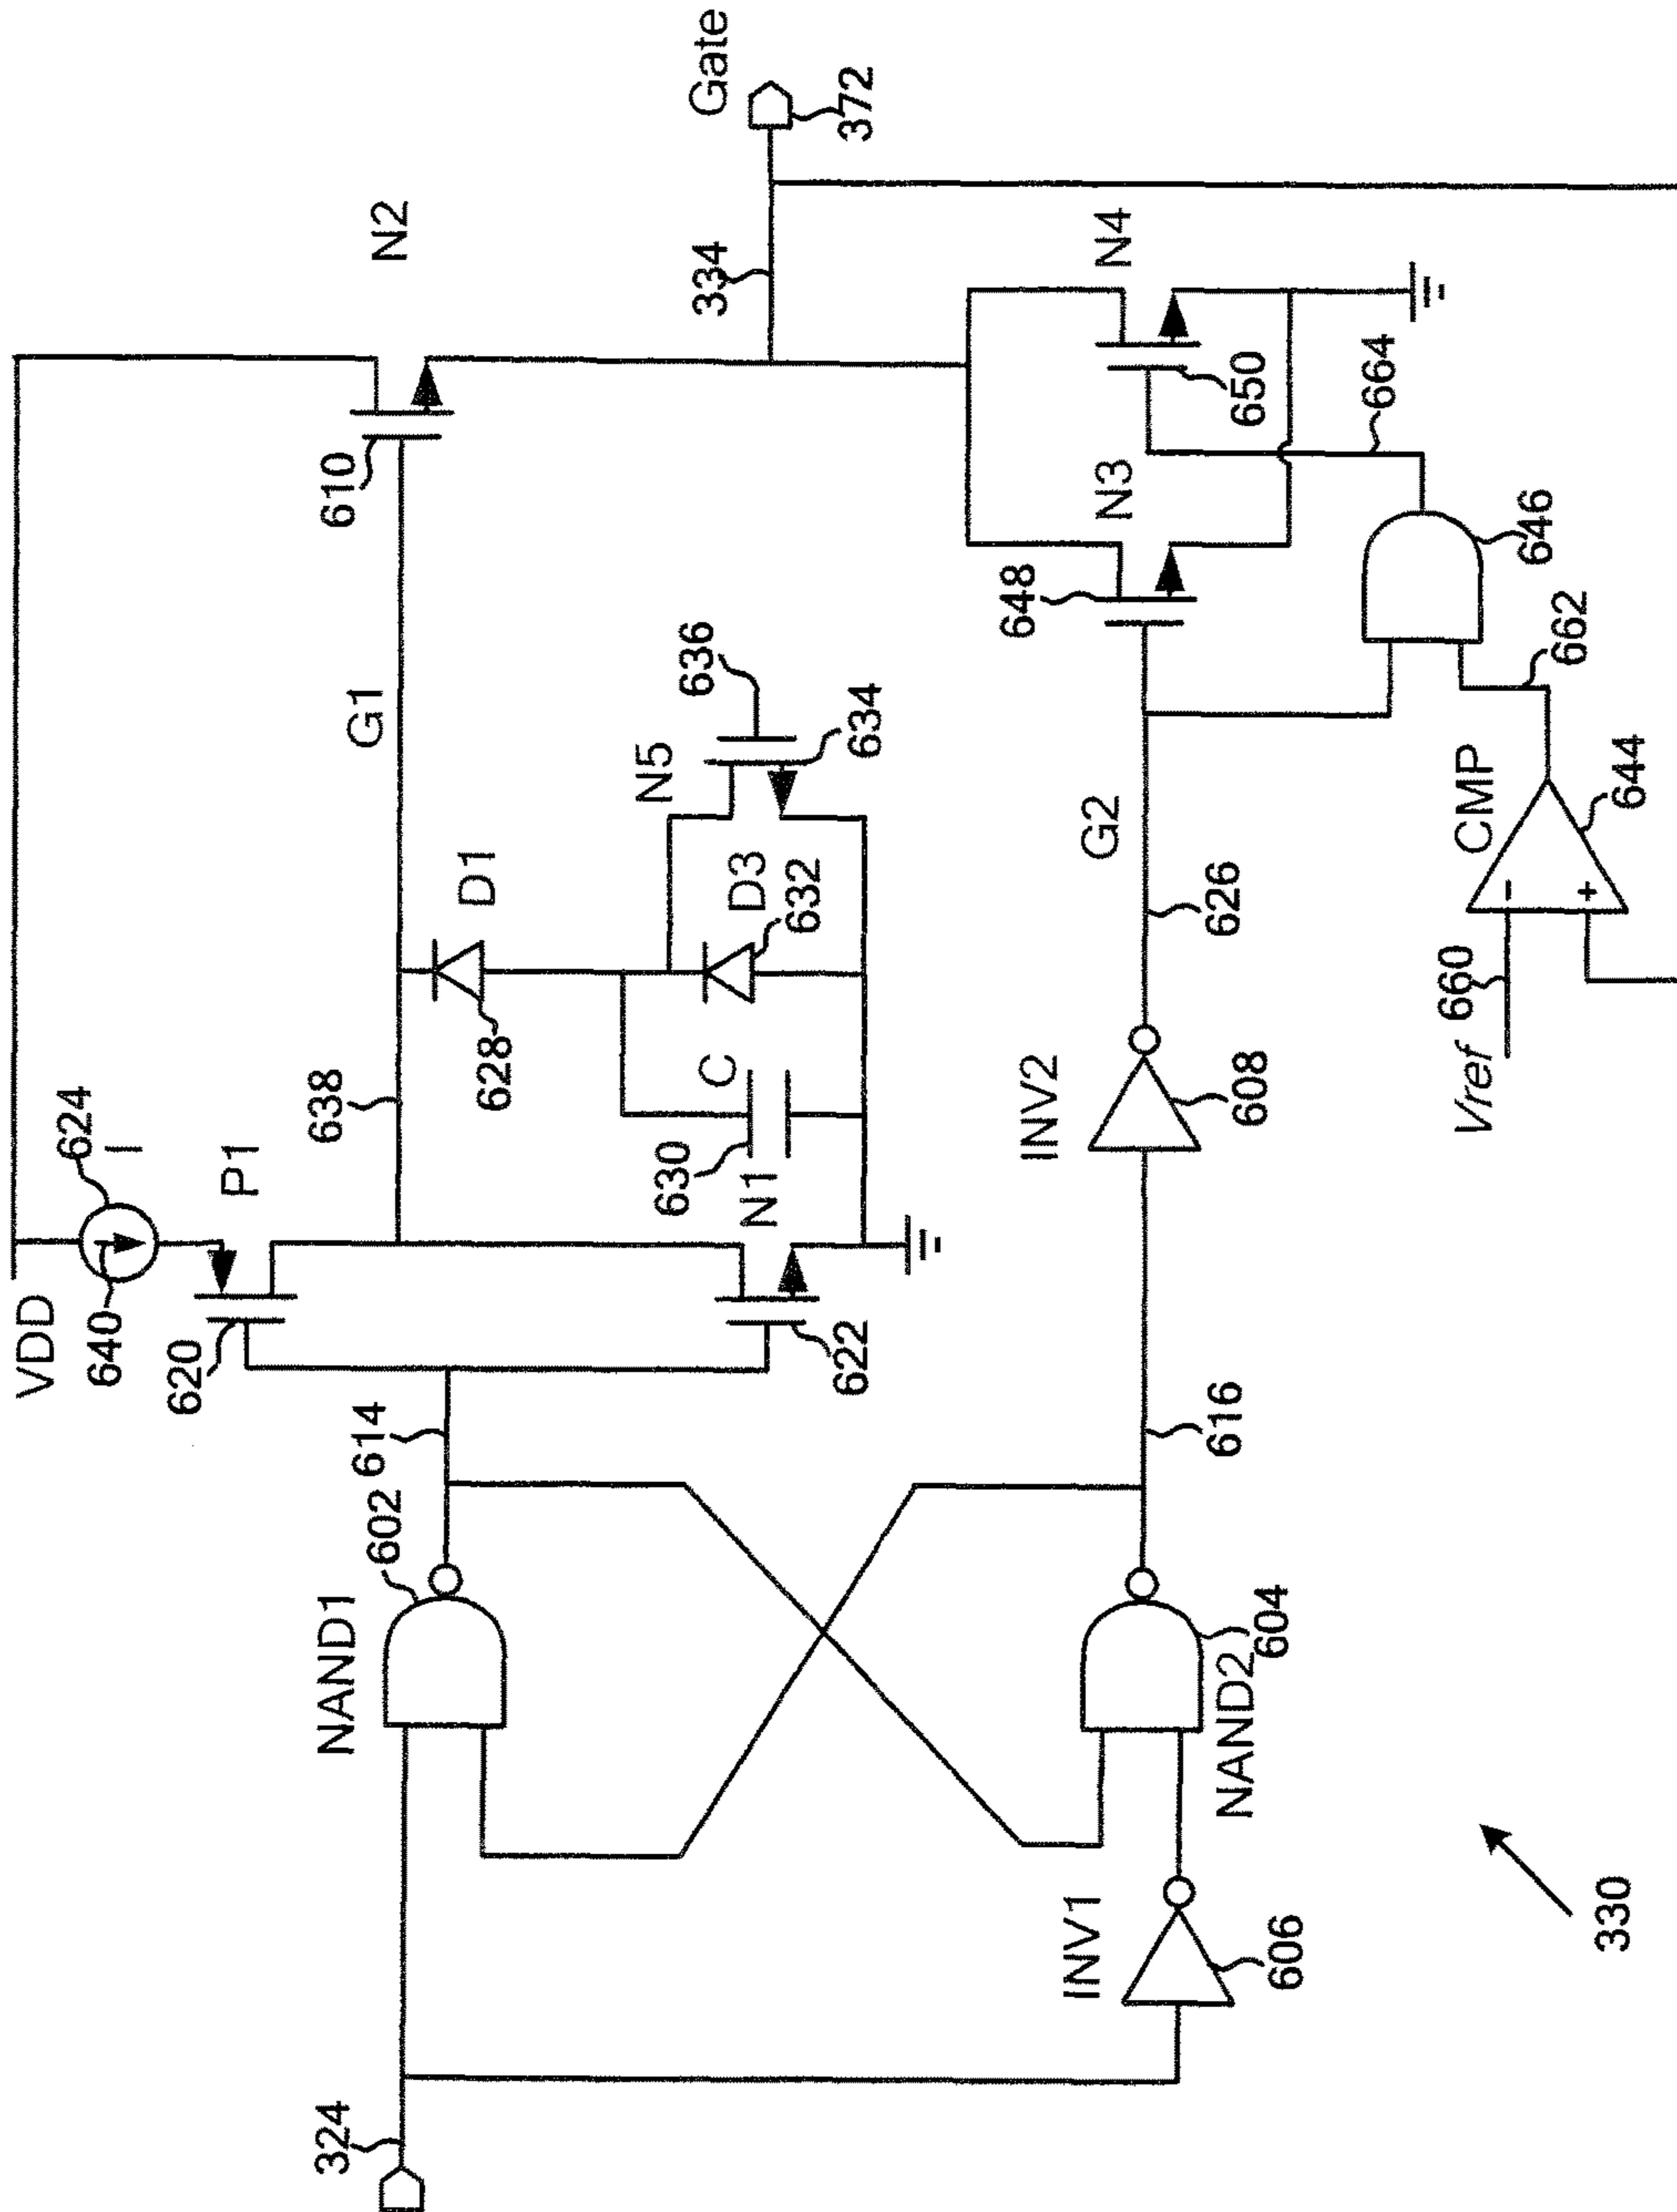 VDD
624
I
640
P1
620
638
G1
610
N2
Gate
334
372
324
NAND1
602
614
622
N1
D1
628
C
630
D3
632
N5
636
634
INV1
606
NAND2
604
616
INV2
608
G2
626
648
N3
N4
650
664
646
662
CMP
644
Vref
660
-
+
330